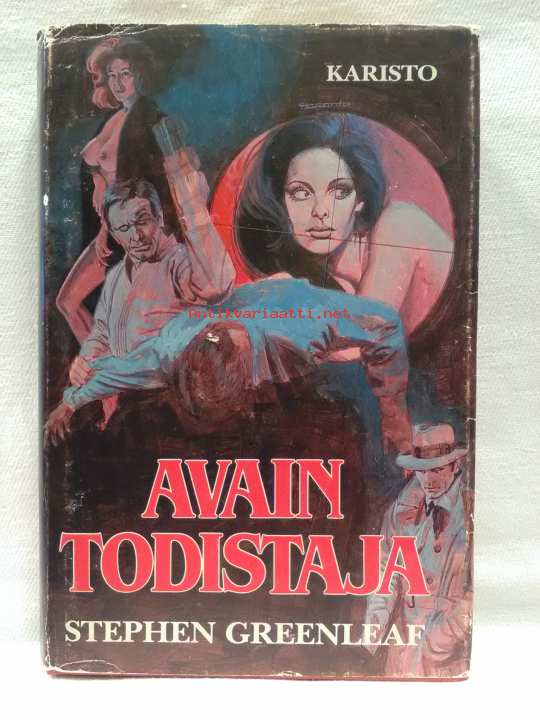 KARISTO
antikvariaatti.net
AVAIN
TODISTAJA
STEPHEN GREENLEAF